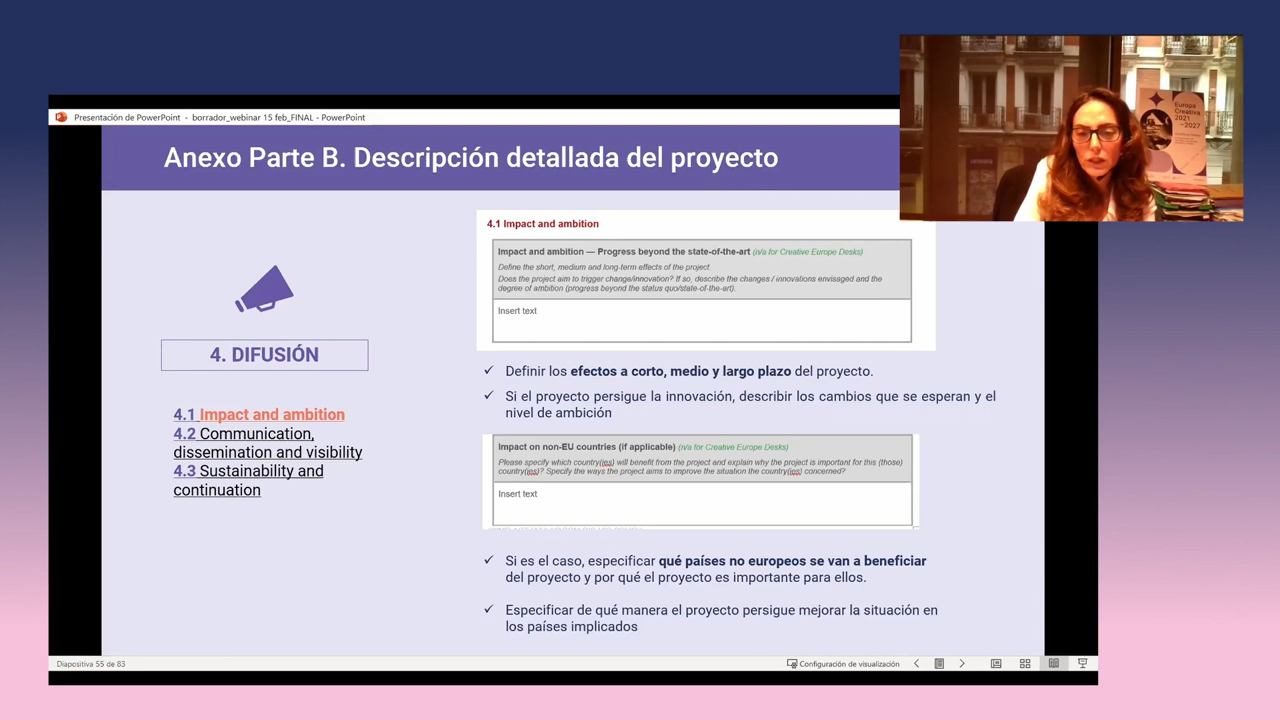 Presentación de PowerPoint - borrador_webinar 15 feb_FINAL - PowerPoint
Anexo Parte B. Descripción detallada del proyecto
Europa
Creativa
2021
–2027
4. DIFUSIÓN
4.1 Impact and ambition
4.2 Communication,
dissemination and visibility
4.3 Sustainability and
continuation
4.1 Impact and ambition
Impact and ambition — Progress beyond the state-of-the-art (n/a for Creative Europe Desks)
Define the short, medium and long-term effects of the project
Does the project aim to trigger change/innovation? If so, describe the changes / innovations envisaged and the
degree of ambition (progress beyond the status quo/state-of-the-art).
Insert text
✓ Definir los efectos a corto, medio y largo plazo del proyecto.
✓ Si el proyecto persigue la innovación, describir los cambios que se esperan y el
nivel de ambición
Impact on non-EU countries (if applicable) (n/a for Creative Europe Desks)
Please specify which country(ies) will benefit from the project and explain why the project is important for this (those)
country(ies)? Specify the ways the project aims to improve the situation the country(ies) concerned?
Insert text
✓ Si es el caso, especificar qué países no europeos se van a beneficiar
del proyecto y por qué el proyecto es importante para ellos.
✓ Especificar de qué manera el proyecto persigue mejorar la situación en
los países implicados
Diapositiva 55 de 83
Configuración de visualización